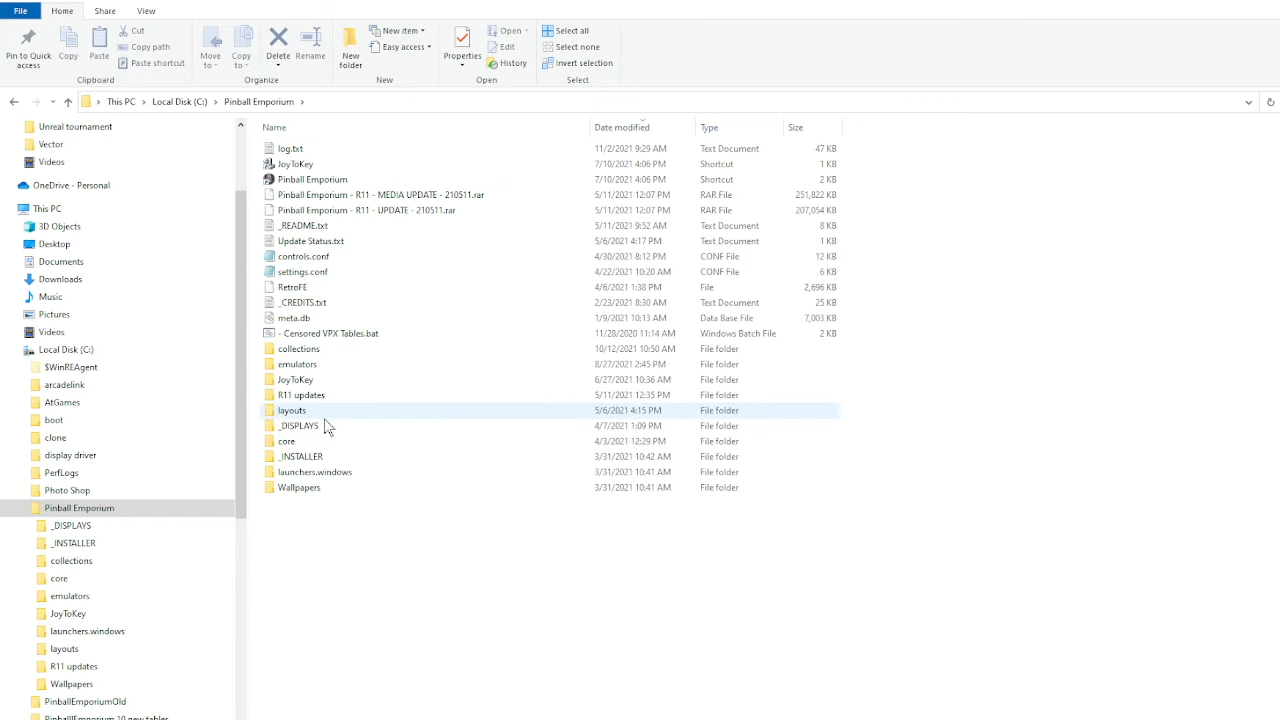 File Home Share View
Pin to Quick access
Copy
Paste
Cut
Copy path
Paste shortcut
Clipboard
Move to
Copy to
Delete
Rename
Organize
New folder
New item
Easy access
New
Properties
Open
Edit
History
Open
Select all
Select none
Invert selection
Select
This PC > Local Disk (C:) > Pinball Emporium >
Unreal tournament
Vector
Videos
OneDrive - Personal
This PC
3D Objects
Desktop
Documents
Downloads
Music
Pictures
Videos
Local Disk (C:)
$WinREAgent
arcadelink
AtGames
boot
clone
display driver
PerfLogs
Photo Shop
Pinball Emporium
_DISPLAYS
_INSTALLER
collections
core
emulators
JoyToKey
launchers.windows
layouts
R11 updates
Wallpapers
PinballEmporiumOld
PinballEmporium 10 new tables
Name Date modified Type Size
log.txt 11/2/2021 9:29 AM Text Document 47 KB
JoyToKey 7/10/2021 4:06 PM Shortcut 1 KB
Pinball Emporium 7/10/2021 4:06 PM Shortcut 2 KB
Pinball Emporium - R11 - MEDIA UPDATE - 210511.rar 5/11/2021 12:07 PM RAR File 251,822 KB
Pinball Emporium - R11 - UPDATE - 210511.rar 5/11/2021 12:07 PM RAR File 207,054 KB
_README.txt 5/11/2021 9:52 AM Text Document 8 KB
Update Status.txt 5/6/2021 4:17 PM Text Document 1 KB
controls.conf 4/30/2021 8:12 PM CONF File 12 KB
settings.conf 4/22/2021 10:20 AM CONF File 6 KB
RetroFE 4/6/2021 1:38 PM File 2,696 KB
_CREDITS.txt 2/23/2021 8:30 AM Text Document 25 KB
meta.db 1/9/2021 10:13 AM Data Base File 7,003 KB
- Censored VPX Tables.bat 11/28/2020 11:14 AM Windows Batch File 2 KB
collections 10/12/2021 10:50 AM File folder
emulators 8/27/2021 2:45 PM File folder
JoyToKey 6/27/2021 10:36 AM File folder
R11 updates 5/11/2021 12:35 PM File folder
layouts 5/6/2021 4:15 PM File folder
_DISPLAYS 4/7/2021 1:09 PM File folder
core 4/3/2021 12:29 PM File folder
_INSTALLER 3/31/2021 10:42 AM File folder
launchers.windows 3/31/2021 10:41 AM File folder
Wallpapers 3/31/2021 10:41 AM File folder